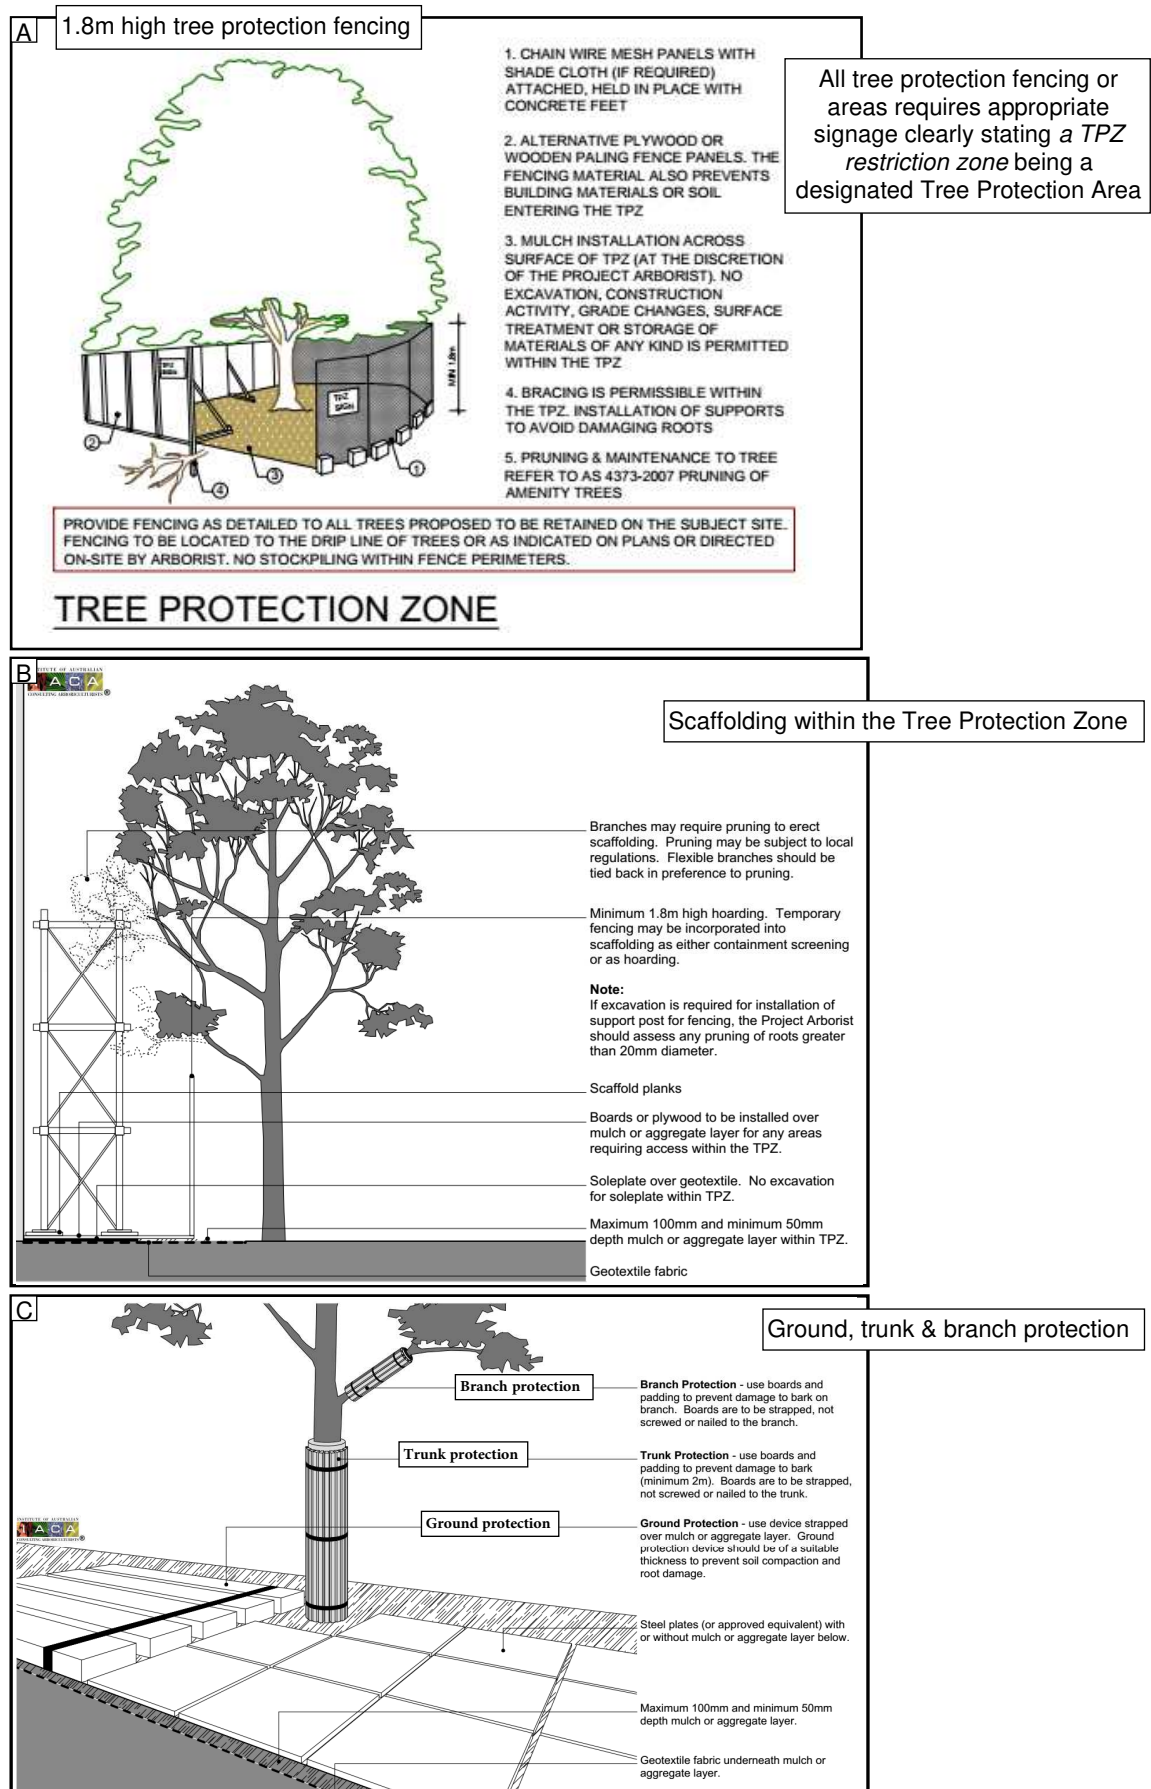 A
1.8m high tree protection fencing
1. CHAIN WIRE MESH PANELS WITH
SHADE CLOTH (IF REQUIRED)
ATTACHED, HELD IN PLACE WITH
CONCRETE FEET
2. ALTERNATIVE PLYWOOD OR
WOODEN PALING FENCE PANELS. THE
FENCING MATERIAL ALSO PREVENTS
BUILDING MATERIALS OR SOIL
ENTERING THE TPZ
3. MULCH INSTALLATION ACROSS
SURFACE OF TPZ (AT THE DISCRETION
OF THE PROJECT ARBORIST). NO
EXCAVATION, CONSTRUCTION
ACTIVITY, GRADE CHANGES, SURFACE
TREATMENT OR STORAGE OF
MATERIALS OF ANY KIND IS PERMITTED
WITHIN THE TPZ
4. BRACING IS PERMISSIBLE WITHIN
THE TPZ. INSTALLATION OF SUPPORTS
TO AVOID DAMAGING ROOTS
5. PRUNING & MAINTENANCE TO TREE
REFER TO AS 4373-2007 PRUNING OF
AMENITY TREES
All tree protection fencing or
areas requires appropriate
signage clearly stating a TPZ
restriction zone being a
designated Tree Protection Area
TPZ
SIGN
TPZ
SIGN
MIN 1.8m
2
4
3
1
PROVIDE FENCING AS DETAILED TO ALL TREES PROPOSED TO BE RETAINED ON THE SUBJECT SITE.
FENCING TO BE LOCATED TO THE DRIP LINE OF TREES OR AS INDICATED ON PLANS OR DIRECTED
ON-SITE BY ARBORIST. NO STOCKPILING WITHIN FENCE PERIMETERS.
TREE PROTECTION ZONE
B
ITUTE OF AUSTRALIAN
IACA ®
CONSULTING ARBORICULTURISTS
Scaffolding within the Tree Protection Zone
Branches may require pruning to erect
scaffolding. Pruning may be subject to local
regulations. Flexible branches should be
tied back in preference to pruning.
Minimum 1.8m high hoarding. Temporary
fencing may be incorporated into
scaffolding as either containment screening
or as hoarding.
Note:
If excavation is required for installation of
support post for fencing, the Project Arborist
should assess any pruning of roots greater
than 20mm diameter.
Scaffold planks
Boards or plywood to be installed over
mulch or aggregate layer for any areas
requiring access within the TPZ.
Soleplate over geotextile. No excavation
for soleplate within TPZ.
Maximum 100mm and minimum 50mm
depth mulch or aggregate layer within TPZ.
Geotextile fabric
C
Ground, trunk & branch protection
Branch protection
Branch Protection - use boards and
padding to prevent damage to bark on
branch. Boards are to be strapped, not
screwed or nailed to the branch.
Trunk protection
Trunk Protection - use boards and
padding to prevent damage to bark
(minimum 2m). Boards are to be strapped,
not screwed or nailed to the trunk.
Ground protection
Ground Protection - use device strapped
over mulch or aggregate layer. Ground
protection device should be of a suitable
thickness to prevent soil compaction and
root damage.
INSTITUTE OF AUSTRALIAN
IACA ®
CONSULTING ARBORICULTURISTS
Steel plates (or approved equivalent) with
or without mulch or aggregate layer below.
Maximum 100mm and minimum 50mm
depth mulch or aggregate layer.
Geotextile fabric underneath mulch or
aggregate layer.